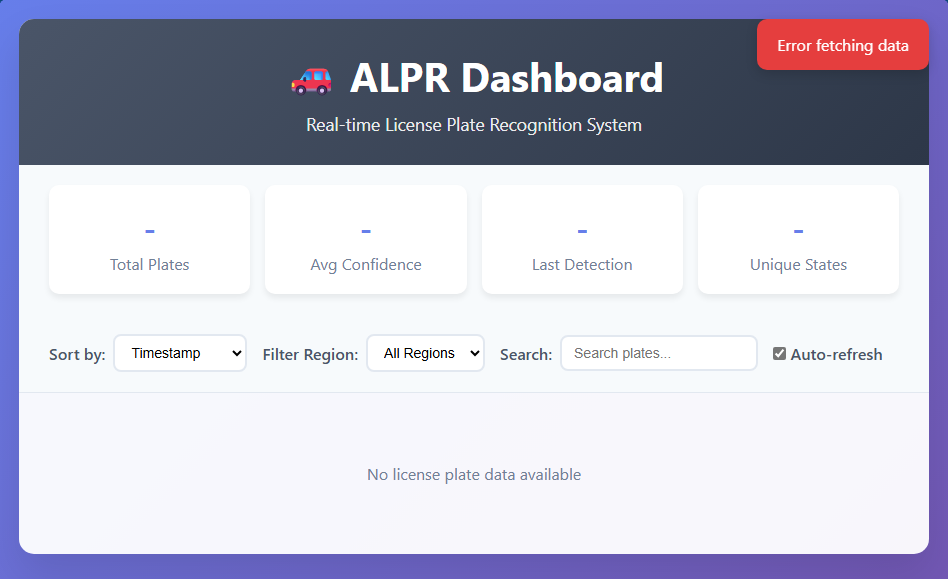 Error fetching data
ALPR Dashboard
Real-time License Plate Recognition System
- - - -
Total Plates Avg Confidence Last Detection Unique States
Sort by: Timestamp Filter Region: All Regions Search: Search plates... Auto-refresh
No license plate data available